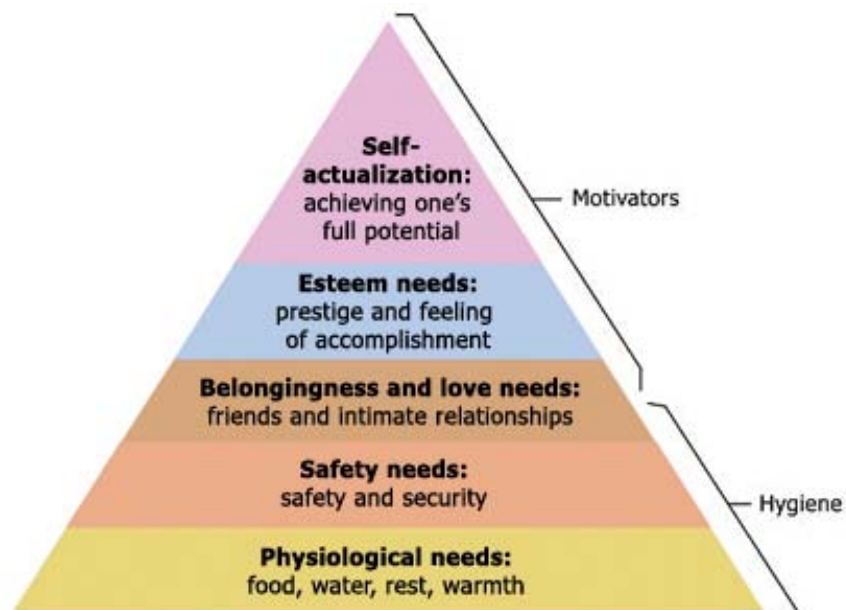 Self-
actualization:
achieving one's
full potential
Motivators
Esteem needs:
prestige and feeling
of accomplishment
Belongingness and love needs:
friends and intimate relationships
Safety needs:
safety and security
Hygiene
Physiological needs:
food, water, rest, warmth